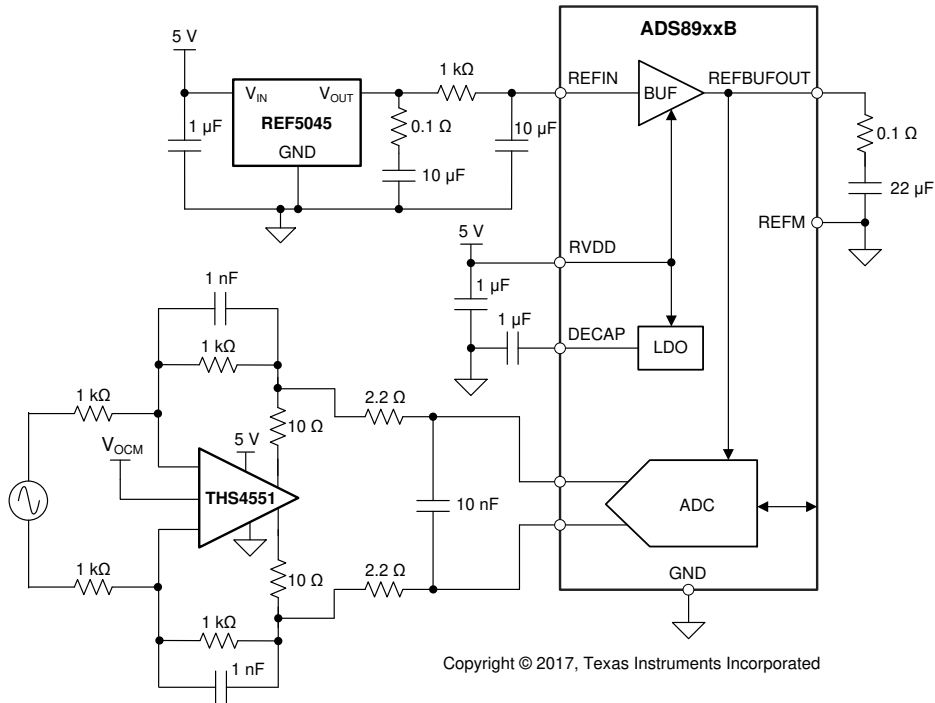 ADS89xxB
5 V
1 kΩ
REFIN
REFBUFOUT
VIN
VOUT
BUF
REF5045
1 µF
0.1 Ω
10 µF
0.1 Ω
GND
10 µF
22 µF
REFM
5 V
RVDD
1 nF
1 µF
1 µF
DECAP
LDO
1 kΩ
1 kΩ
2.2 Ω
10 Ω
VOCM
5 V
THS4551
10 nF
ADC
1 kΩ
10 Ω
2.2 Ω
GND
1 kΩ
1 nF
Copyright © 2017, Texas Instruments Incorporated